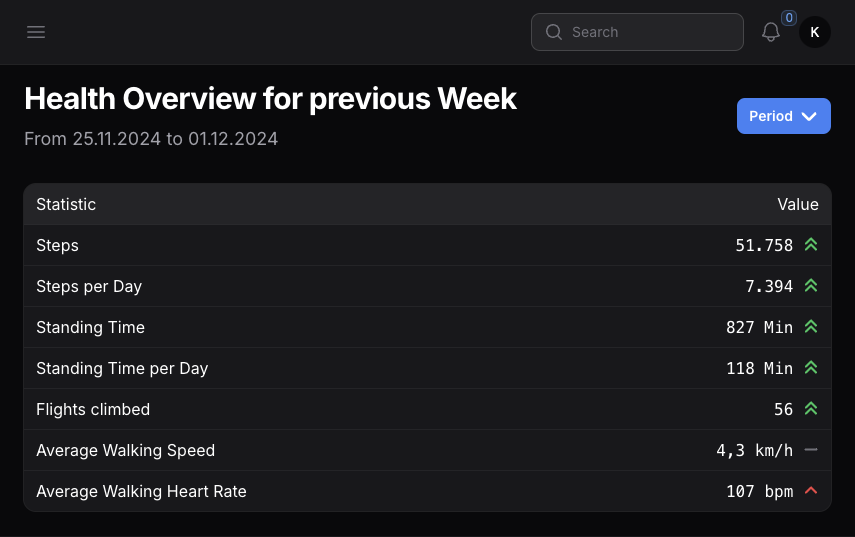 Search
0
K
Health Overview for previous Week
From 25.11.2024 to 01.12.2024
Period
Statistic Value
Steps 51.758
Steps per Day 7.394
Standing Time 827 Min
Standing Time per Day 118 Min
Flights climbed 56
Average Walking Speed 4,3 km/h
Average Walking Heart Rate 107 bpm